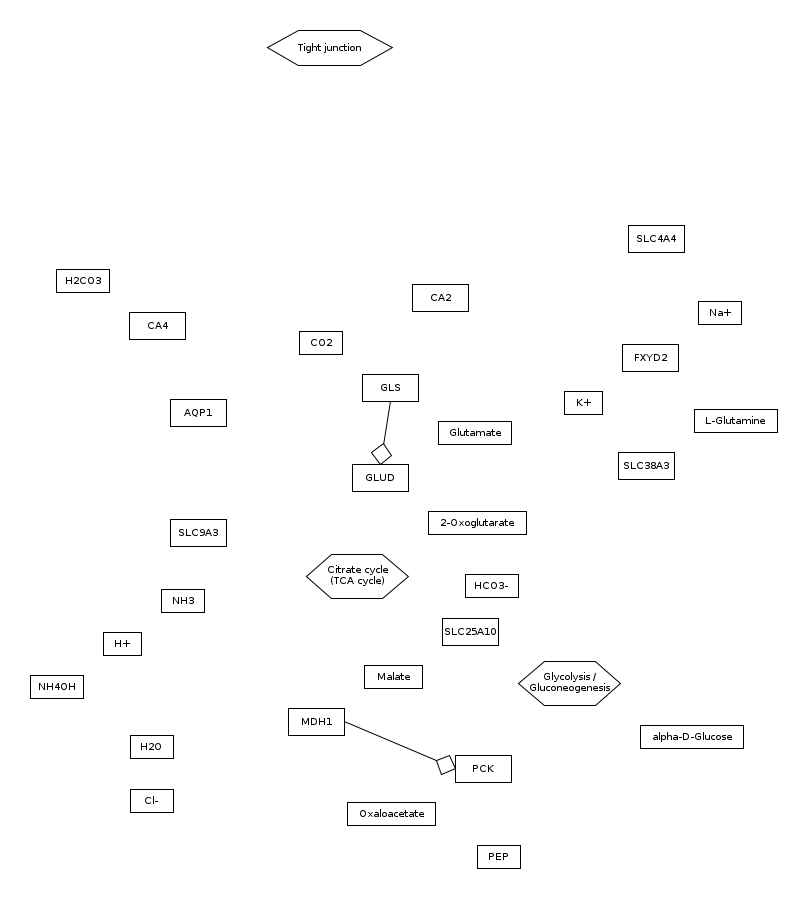 Tight junction
SLC4A4
H2CO3
CA2
Na+
CA4
CO2
FXYD2
GLS
K+
AQP1
L-Glutamine
Glutamate
SLC38A3
GLUD
2-Oxoglutarate
SLC9A3
Citrate cycle
(TCA cycle)
HCO3-
NH3
SLC25A10
H+
Malate
Glycolysis /
Gluconeogenesis
NH4OH
MDH1
alpha-D-Glucose
H2O
PCK
Cl-
Oxaloacetate
PEP